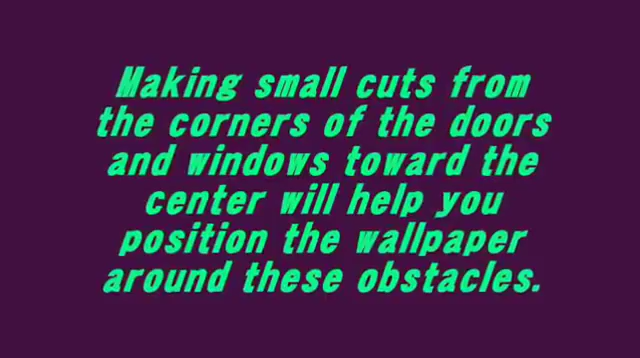 Making small cuts from
the corners of the doors
and windows toward the
center will help you
position the wallpaper
around these obstacles.